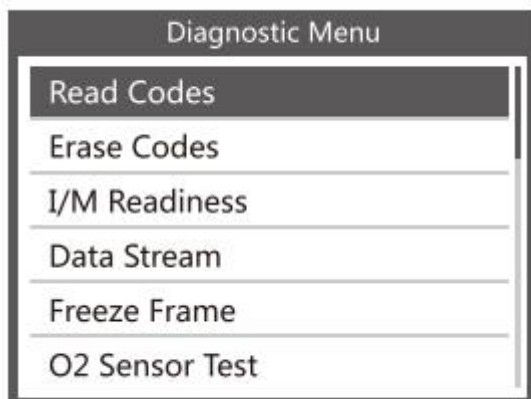 Diagnostic Menu
Read Codes
Erase Codes
I/M Readiness
Data Stream
Freeze Frame
O2 Sensor Test